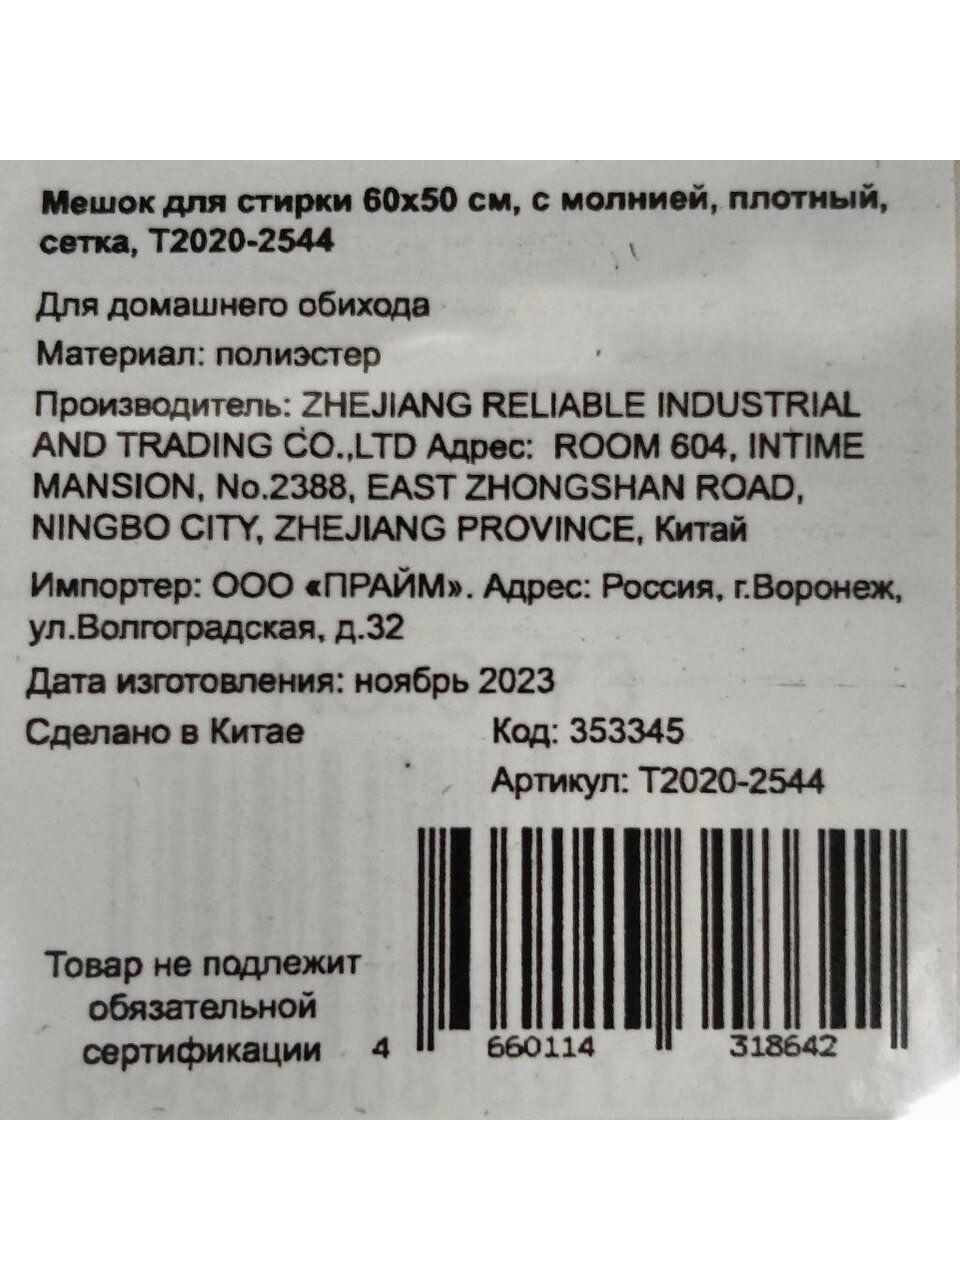 Мешок для стирки 60х50 см, с молнией, плотный,
сетка, Т2020-2544
Для домашнего обихода
Материал: полиэстер
Производитель: ZHEJIANG RELIABLE INDUSTRIAL
AND TRADING CO.,LTD Адрес: ROOM 604, INTIME
MANSION, No.2388, EAST ZHONGSHAN ROAD,
NINGBO CITY, ZHEJIANG PROVINCE, Китай
Импортер: ООО «ПРАЙМ». Адрес: Россия, г.Воронеж,
ул.Волгоградская, д.32
Дата изготовления: ноябрь 2023
Сделано в Китае
Код: 353345
Артикул: Т2020-2544
Товар не подлежит
обязательной
сертификации
4 660114 318642